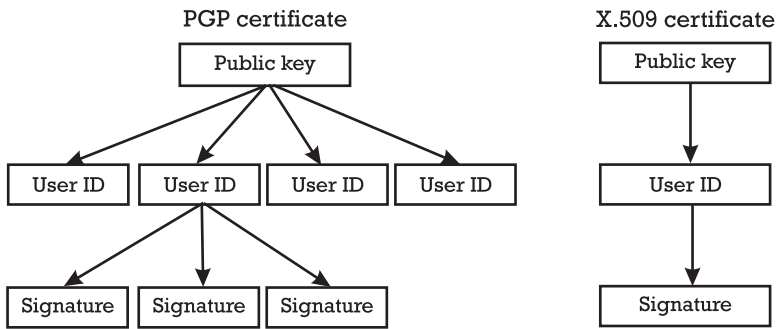 PGP certificate
Public key
User ID
User ID
User ID
User ID
Signature
Signature
Signature
X.509 certificate
Public key
User ID
Signature